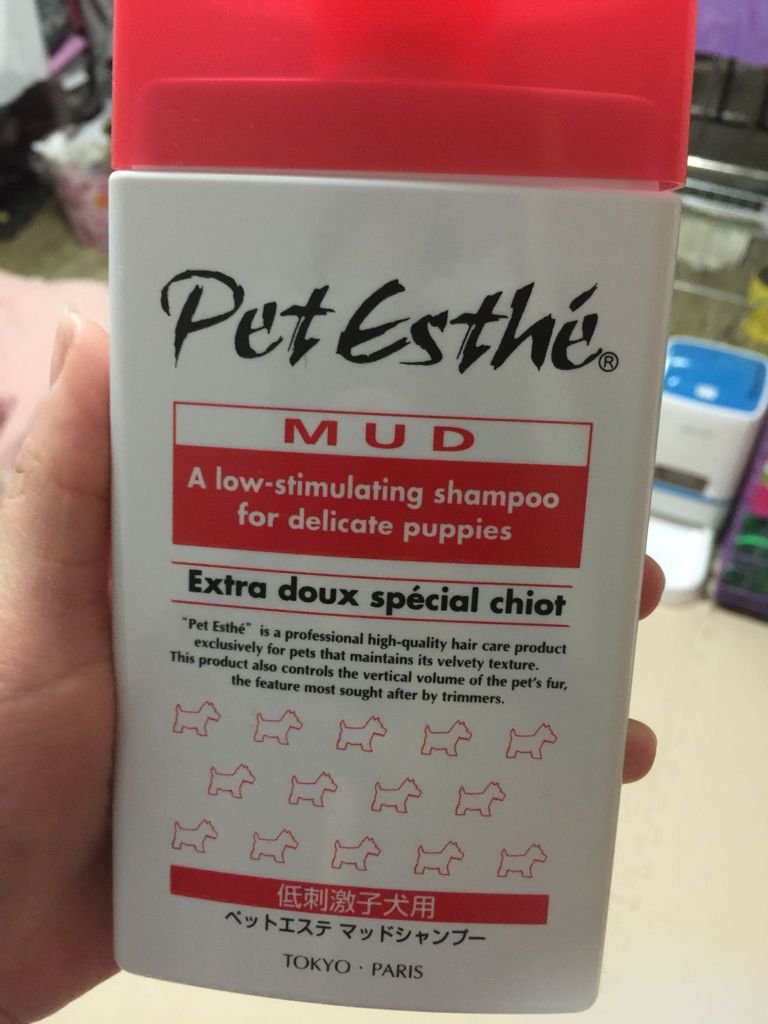 Pet Esthé®
MUD
A low-stimulating shampoo
for delicate puppies
Extra doux spécial chiot
"Pet Esthé" is a professional high-quality hair care product
exclusively for pets that maintains its velvety texture.
This product also controls the vertical volume of the pet's fur,
the feature most sought after by trimmers.
低刺激子犬用
ペットエステ マッドシャンプー
TOKYO · PARIS